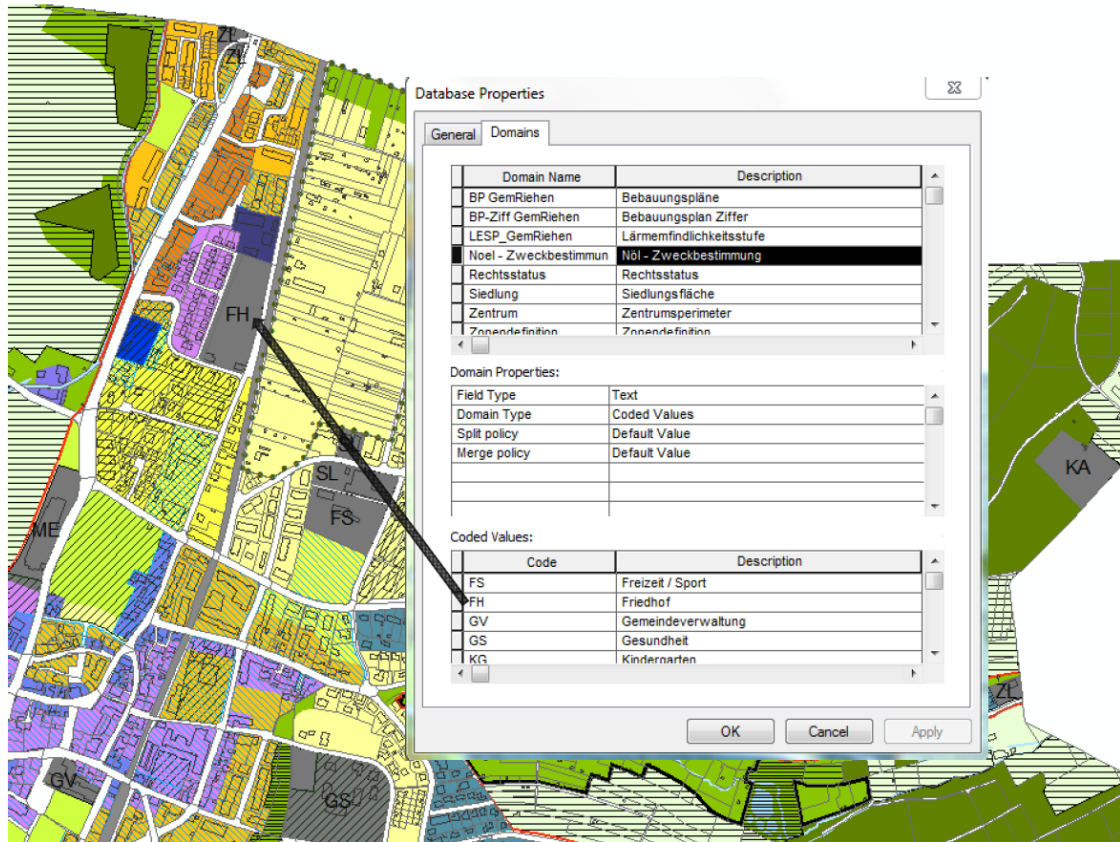 ZL
ZL
FH
SL
FS
ME
GV
GS
KA
ZL
Database Properties
General Domains
Domain Name Description
BP GemRiehen Bebauungspläne
BP-Ziff GemRiehen Bebauungsplan Ziffer
LESP_GemRiehen Lärmemfindlichkeitsstufe
Noel - Zweckbestimmun Nöl - Zweckbestimmung
Rechtsstatus Rechtsstatus
Siedlung Siedlungsfläche
Zentrum Zentrumsperimeter
Zonendefinition Zonendefinition
Domain Properties:
Field Type Text
Domain Type Coded Values
Split policy Default Value
Merge policy Default Value
Coded Values:
Code Description
FS Freizeit / Sport
FH Friedhof
GV Gemeindeverwaltung
GS Gesundheit
KG Kindergarten
OK Cancel Apply